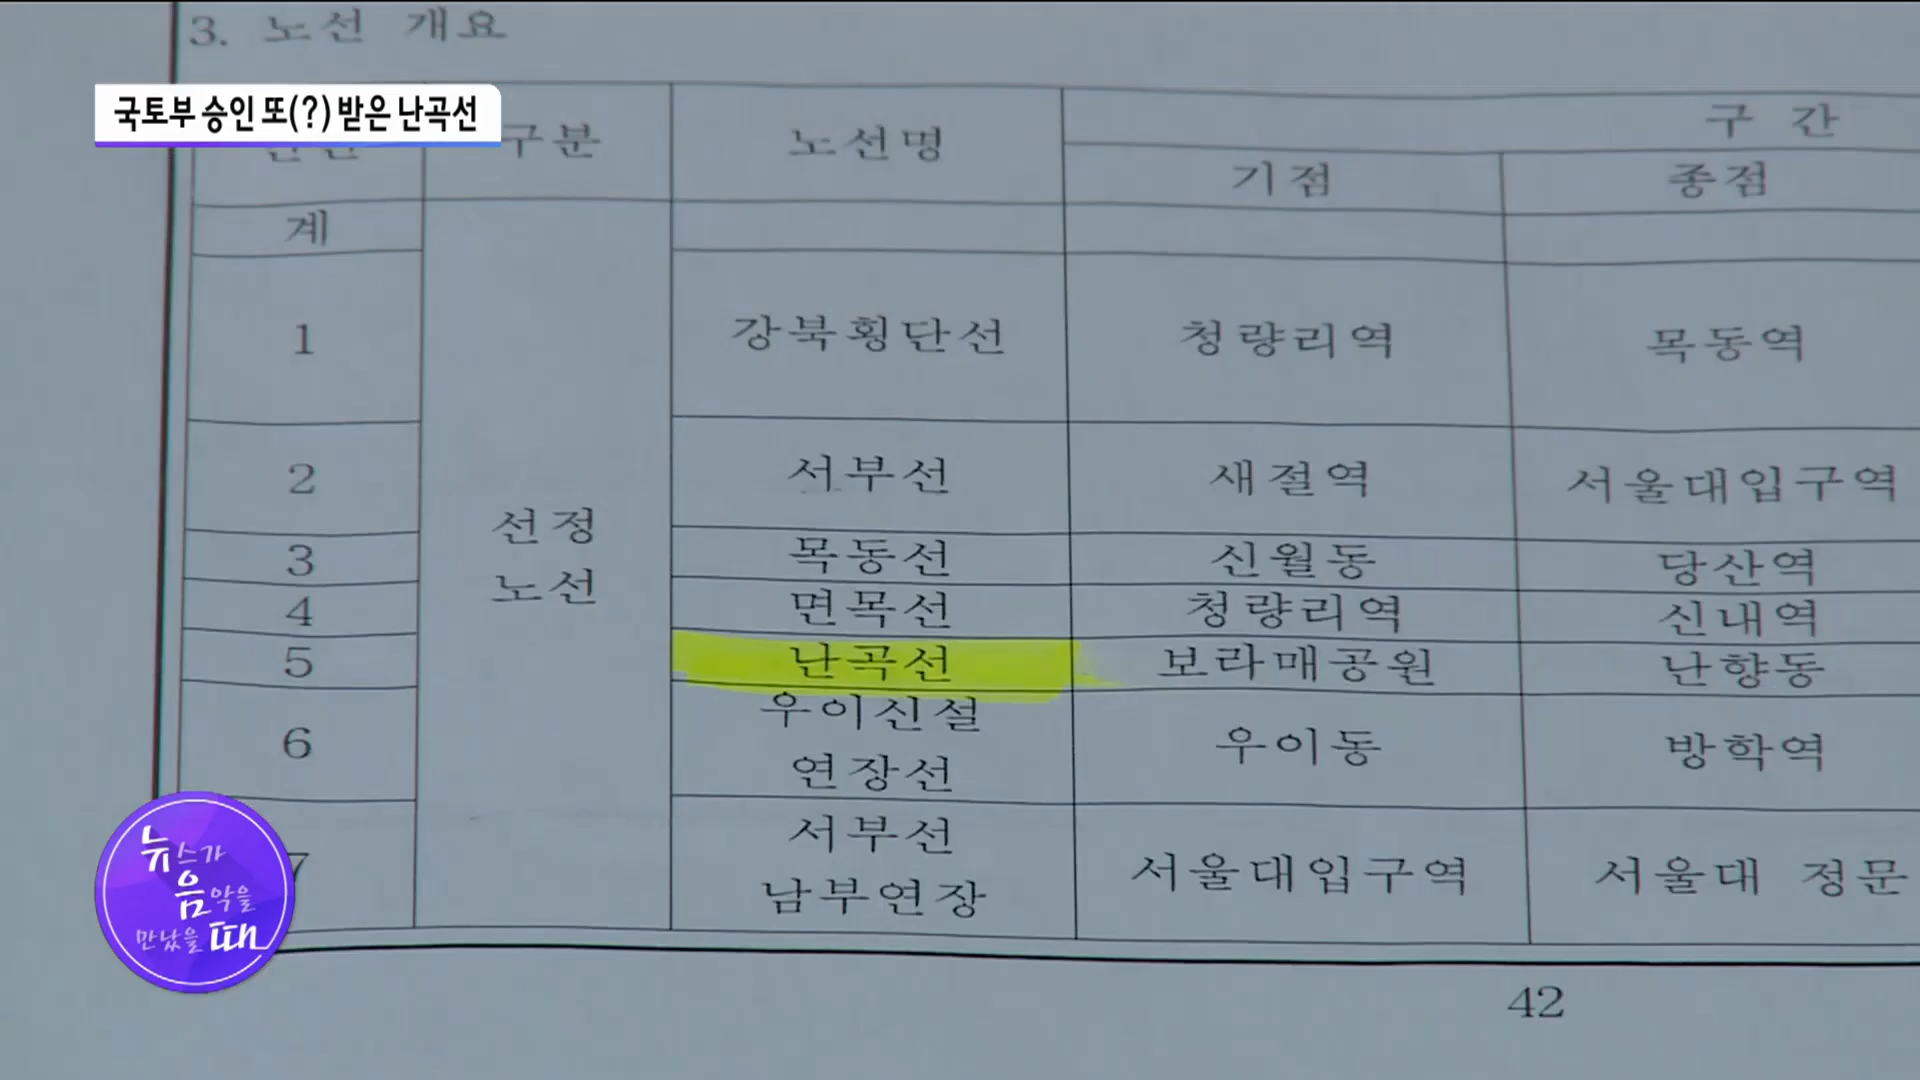 3. 노선 개요
국토부 승인 또(?) 받은 난곡선
구분 노선명 구 간
기점 종점
계
1 강북횡단선 청량리역 목동역
2 서부선 새절역 서울대입구역
선정
노선
3 목동선 신월동 당산역
4 면목선 청량리역 신내역
5 난곡선 보라매공원 난향동
6 우이신설
연장선 우이동 방학역
7 서부선
남부연장 서울대입구역 서울대 정문
뉴스가
음악을
만났을 때
42